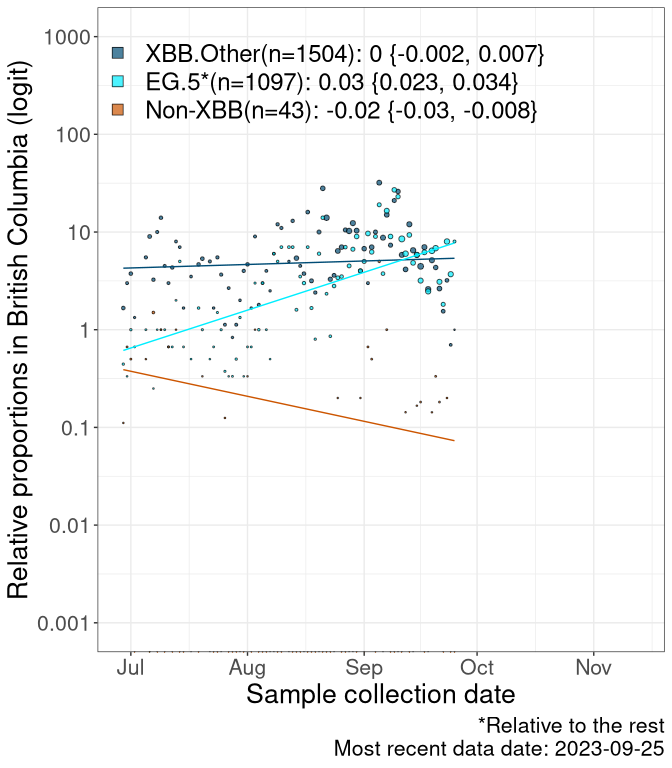 1000
100
10
1
0.1
0.01
0.001
Relative proportions in British Columbia (logit)
XBB.Other(n=1504): 0 {-0.002, 0.007}
EG.5*(n=1097): 0.03 {0.023, 0.034}
Non-XBB(n=43): -0.02 {-0.03, -0.008}
Jul Aug Sep Oct Nov
Sample collection date
*Relative to the rest
Most recent data date: 2023-09-25